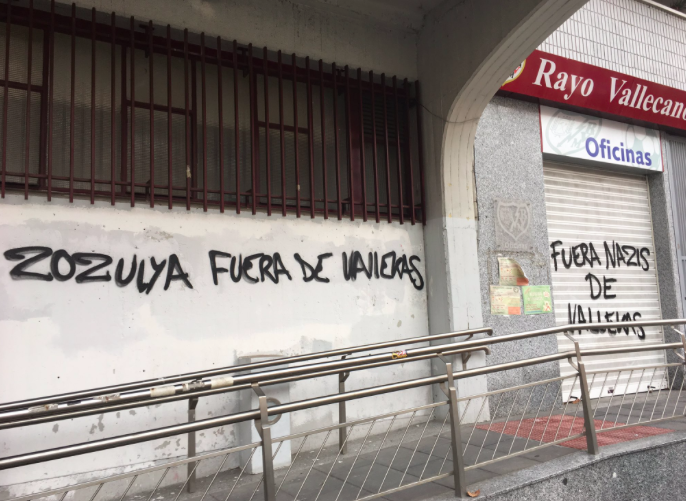 ZOZULYA FUERA DE VALLEKAS
Rayo Vallecano
Oficinas
FUERA NAZIS
DE
VALLEKAS